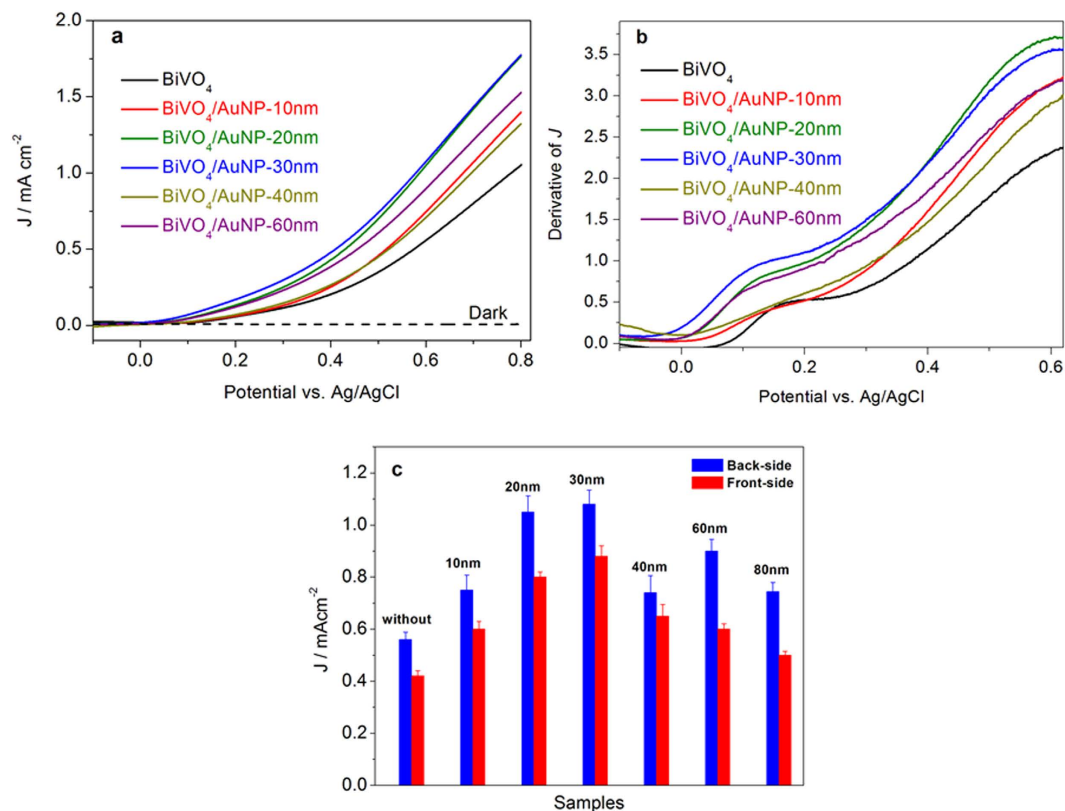 a
BiVO4
BiVO4/AuNP-10nm
BiVO4/AuNP-20nm
BiVO4/AuNP-30nm
BiVO4/AuNP-40nm
BiVO4/AuNP-60nm
Dark
J / mA cm-2
2.0
1.5
1.0
0.5
0.0
0.0 0.2 0.4 0.6 0.8
Potential vs. Ag/AgCl
b
BiVO4
BiVO4/AuNP-10nm
BiVO4/AuNP-20nm
BiVO4/AuNP-30nm
BiVO4/AuNP-40nm
BiVO4/AuNP-60nm
Derivative of J
3.5
3.0
2.5
2.0
1.5
1.0
0.5
0.0
0.0 0.2 0.4 0.6
Potential vs. Ag/AgCl
c
Back-side
Front-side
without
10nm
20nm
30nm
40nm
60nm
80nm
J / mAcm-2
1.2
1.0
0.8
0.6
0.4
0.2
0.0
Samples